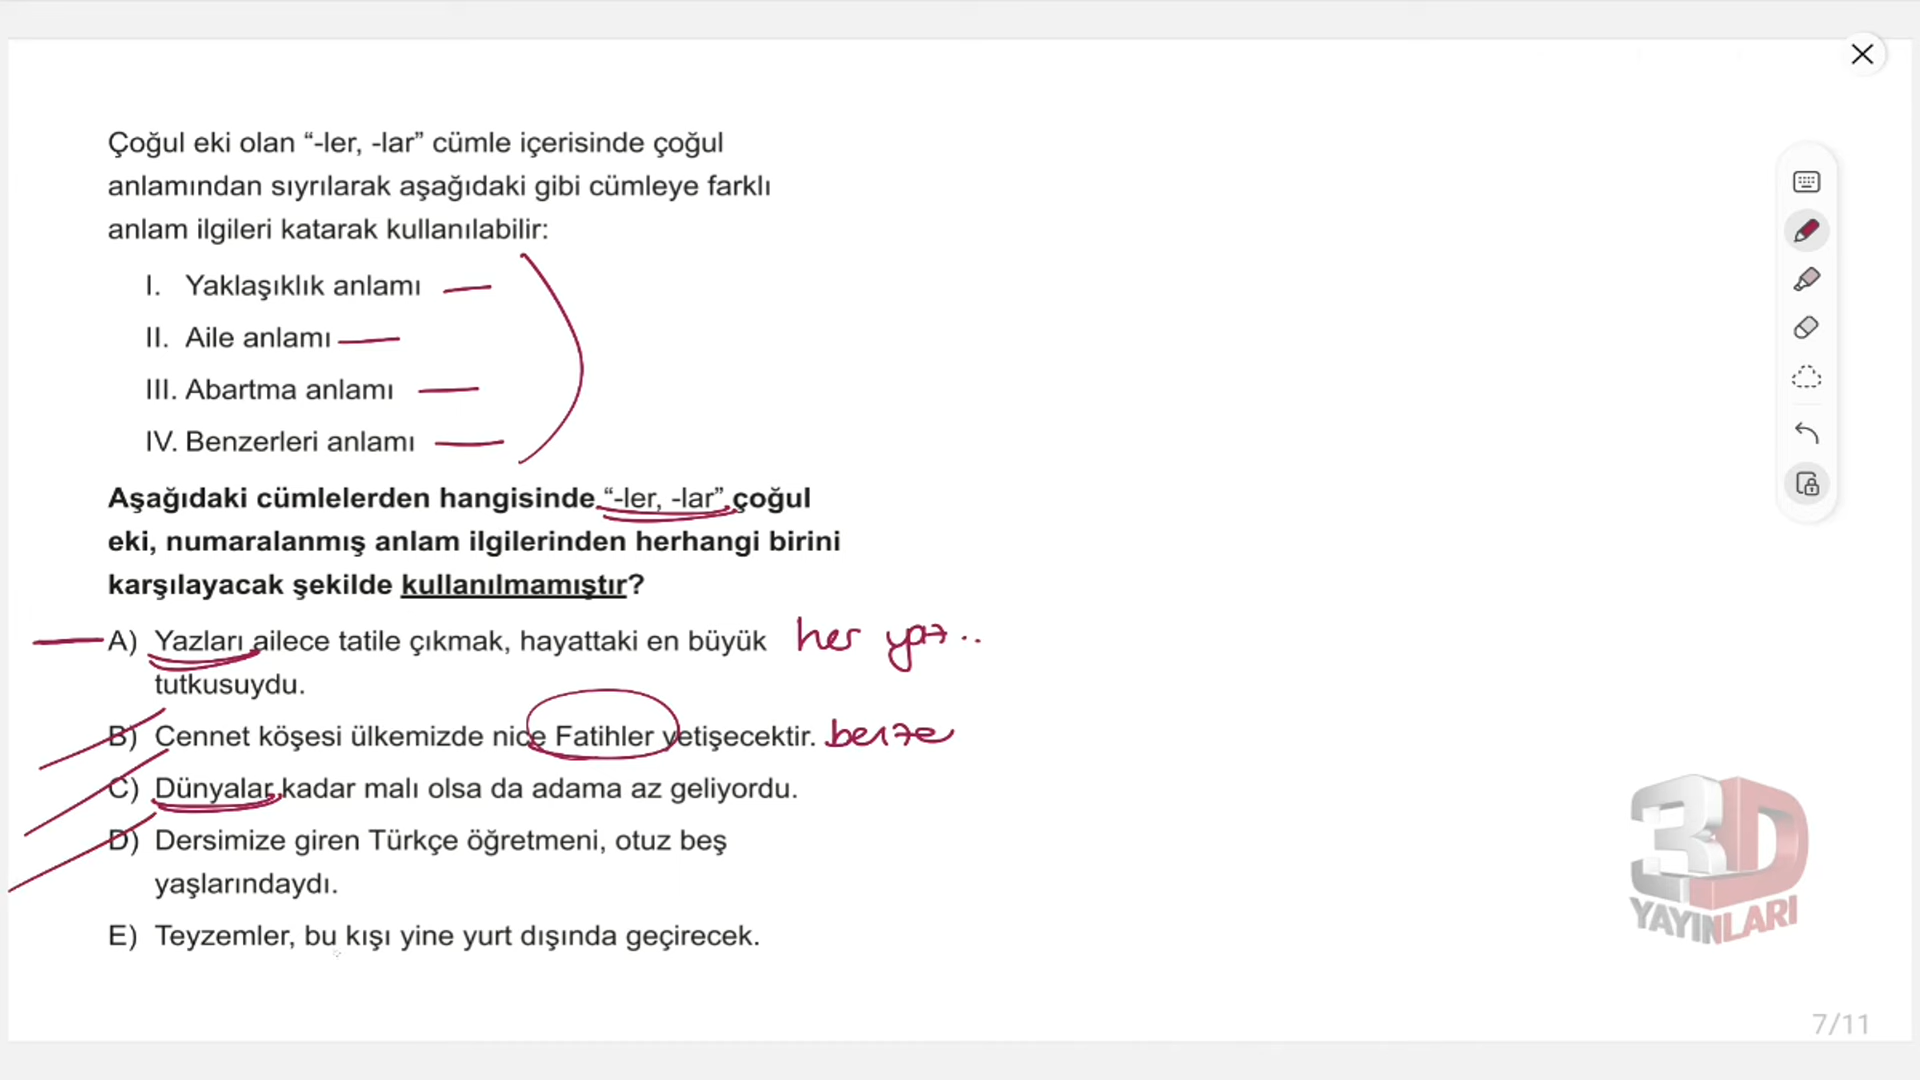 Çoğul eki olan “-ler, -lar” cümle içerisinde çoğul
anlamından sıyrılarak aşağıdaki gibi cümleye farklı
anlam ilgileri katarak kullanılabilir:
I. Yaklaşıklık anlamı
II. Aile anlamı
III. Abartma anlamı
IV. Benzerleri anlamı
Aşağıdaki cümlelerden hangisinde “-ler, -lar” çoğul
eki, numaralanmış anlam ilgilerinden herhangi birini
karşılayacak şekilde kullanılmamıştır?
A) Yazları ailece tatile çıkmak, hayattaki en büyük her yaz..
tutkusuydu.
B) Cennet köşesi ülkemizde nice Fatihler yetişecektir. benze
C) Dünyalar kadar malı olsa da adama az geliyordu.
D) Dersimize giren Türkçe öğretmeni, otuz beş
yaşlarındaydı.
E) Teyzemler, bu kışı yine yurt dışında geçirecek.
3D
YAYINLARI
7/11